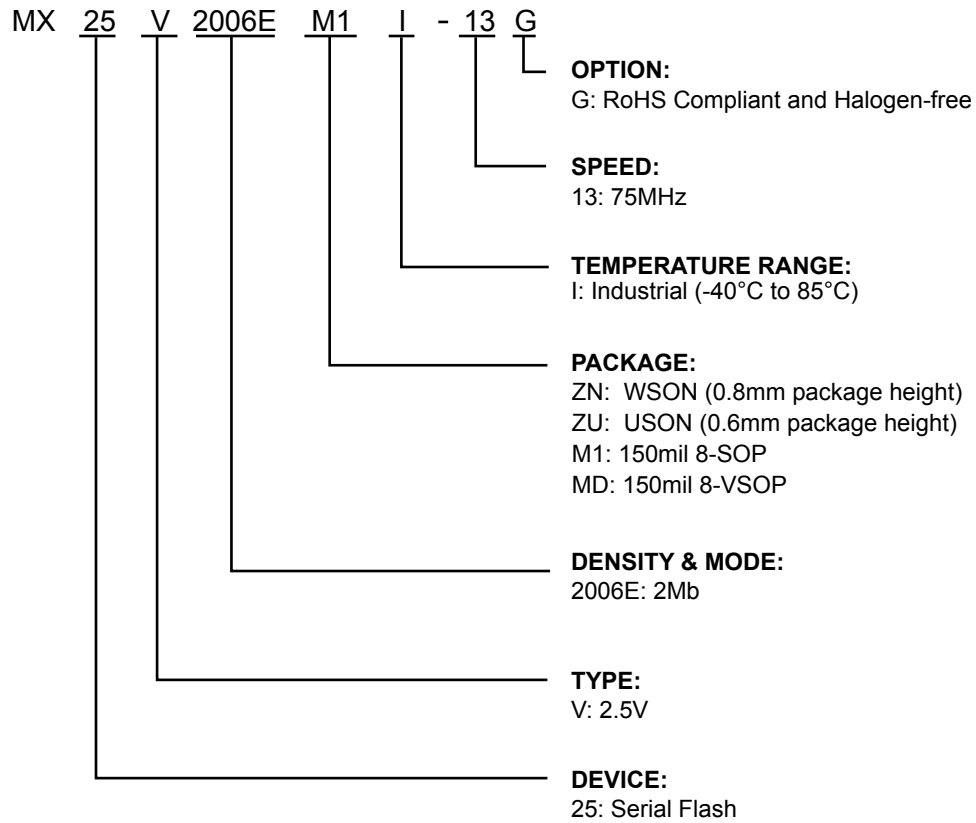 MX 25 V 2006E M1 I - 13 G
OPTION:
G: RoHS Compliant and Halogen-free
SPEED:
13: 75MHz
TEMPERATURE RANGE:
I: Industrial (-40°C to 85°C)
PACKAGE:
ZN: WSON (0.8mm package height)
ZU: USON (0.6mm package height)
M1: 150mil 8-SOP
MD: 150mil 8-VSOP
DENSITY & MODE:
2006E: 2Mb
TYPE:
V: 2.5V
DEVICE:
25: Serial Flash